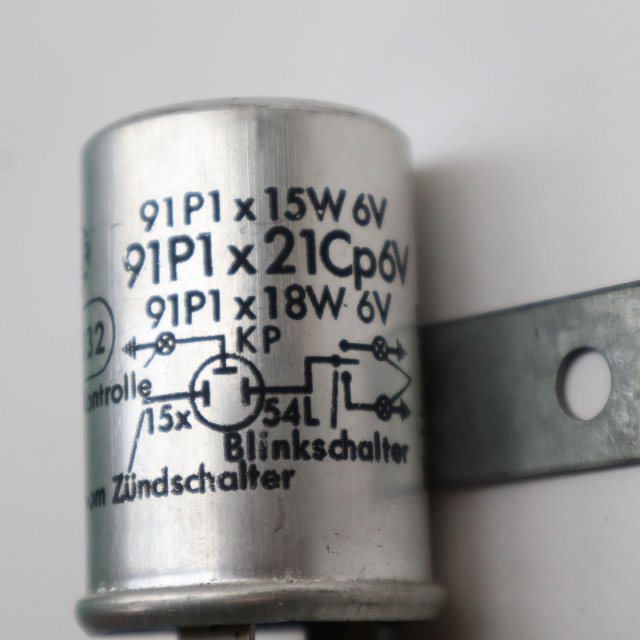 91P1 x 15W 6V
91P1 x 21Cp6V
91P1 x 18W 6V
32
KP
ontrolle
15x
54L
Blinkschalter
om Zündschalter